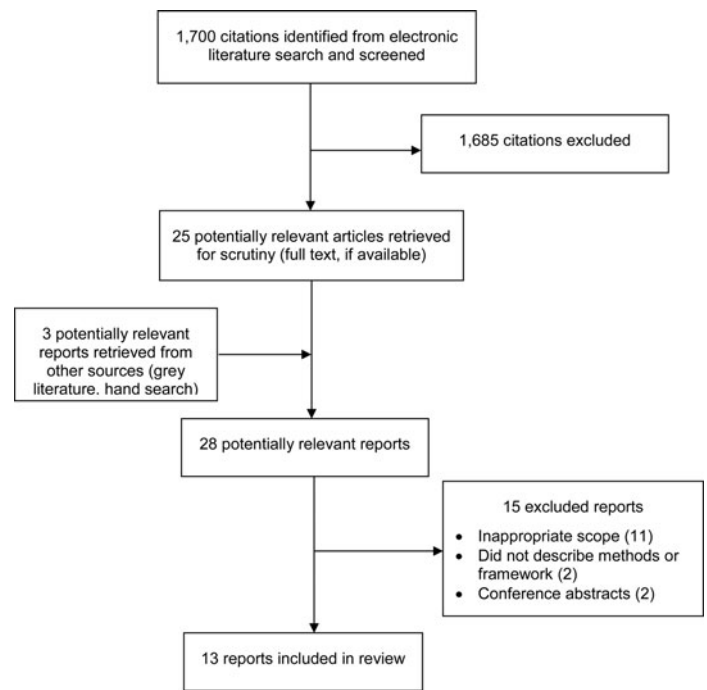 1,700 citations identified from electronic
literature search and screened
1,685 citations excluded
25 potentially relevant articles retrieved
for scrutiny (full text, if available)
3 potentially relevant
reports retrieved from
other sources (grey
literature. hand search)
28 potentially relevant reports
15 excluded reports
• Inappropriate scope (11)
• Did not describe methods or
framework (2)
• Conference abstracts (2)
13 reports included in review